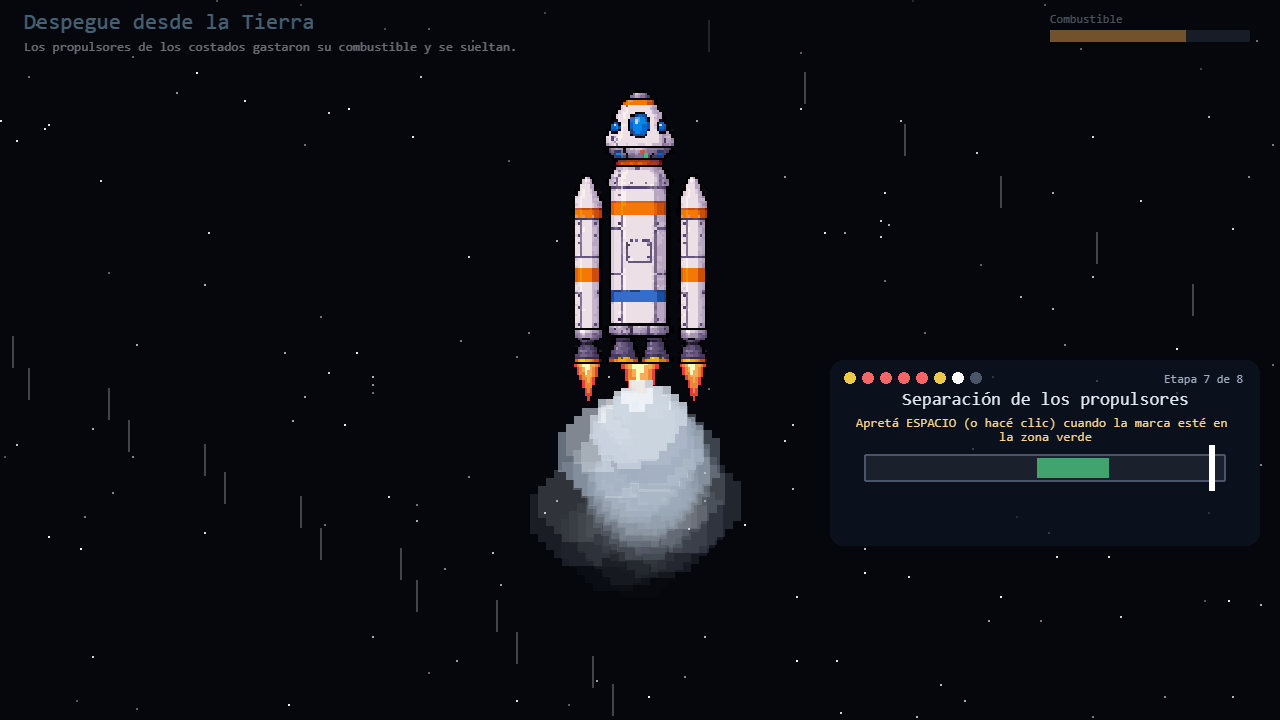 Despegue desde la Tierra
Los propulsores de los costados gastaron su combustible y se sueltan.
Combustible
Etapa 7 de 8
Separación de los propulsores
Apretá ESPACIO (o hacé clic) cuando la marca esté en
la zona verde